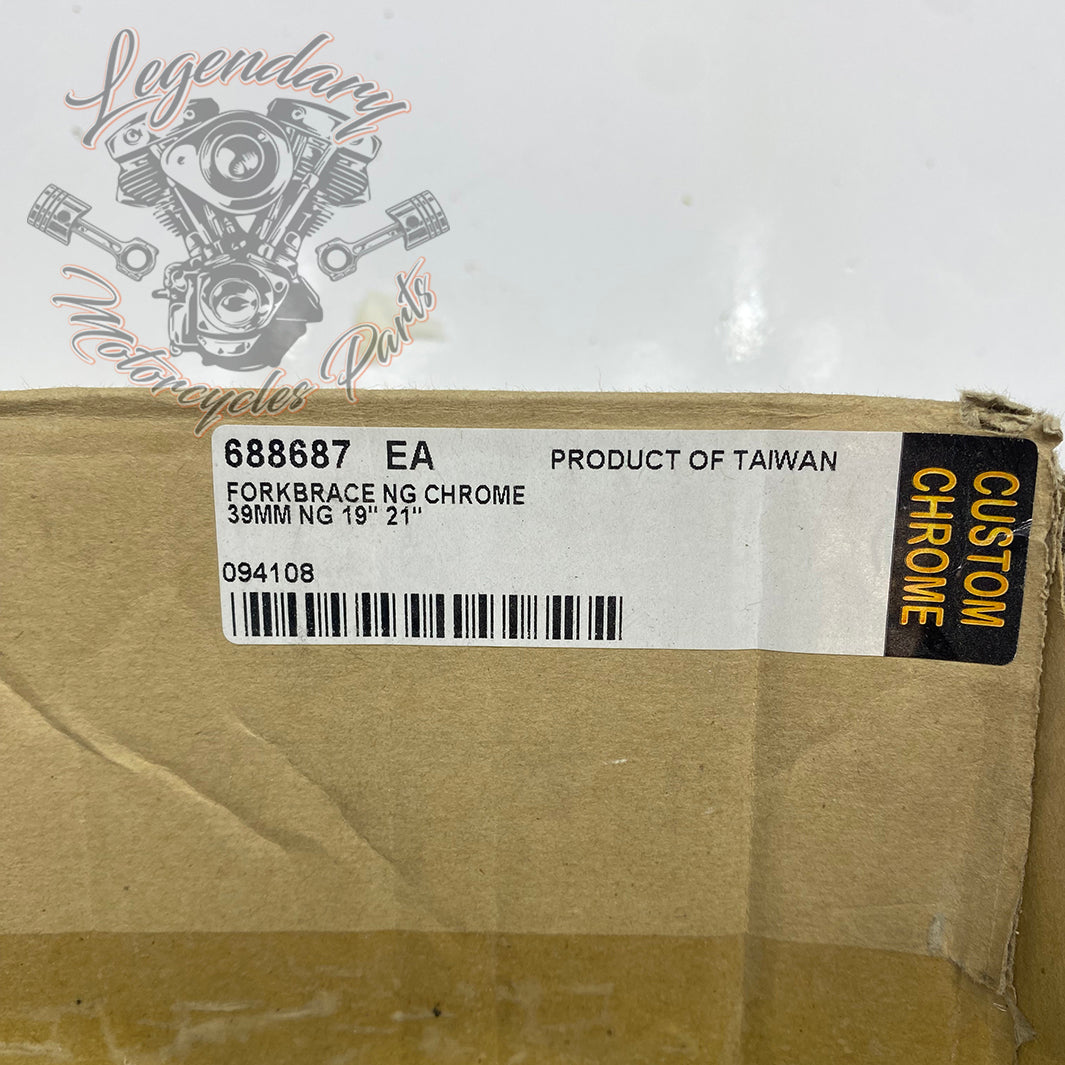 Legendary
Motorcycles Parts
688687 EA PRODUCT OF TAIWAN
FORKBRACE NG CHROME
39MM NG 19" 21"
094108
CUSTOM
CHROME